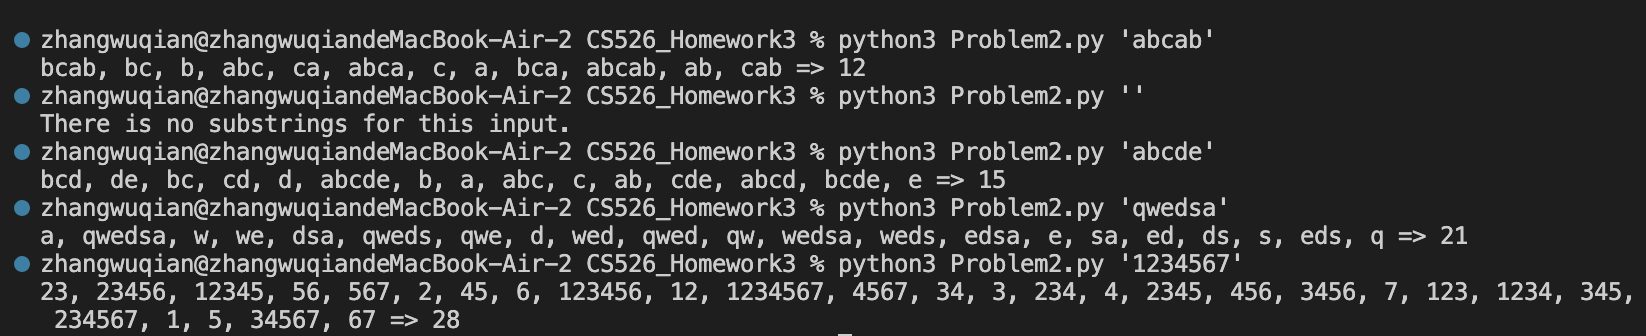 zhangwuqian@zhangwuqiandeMacBook-Air-2 CS526_Homework3 % python3 Problem2.py 'abcab'
bcab, bc, b, abc, ca, abca, c, a, bca, abcab, ab, cab => 12
zhangwuqian@zhangwuqiandeMacBook-Air-2 CS526_Homework3 % python3 Problem2.py ''
There is no substrings for this input.
zhangwuqian@zhangwuqiandeMacBook-Air-2 CS526_Homework3 % python3 Problem2.py 'abcde'
bcd, de, bc, cd, d, abcde, b, a, abc, c, ab, cde, abcd, bcde, e => 15
zhangwuqian@zhangwuqiandeMacBook-Air-2 CS526_Homework3 % python3 Problem2.py 'qwedsa'
a, qwedsa, w, we, dsa, qweds, qwe, d, wed, qwed, qw, wedsa, weds, edsa, e, sa, ed, ds, s, eds, q => 21
zhangwuqian@zhangwuqiandeMacBook-Air-2 CS526_Homework3 % python3 Problem2.py '1234567'
23, 23456, 12345, 56, 567, 2, 45, 6, 123456, 12, 1234567, 4567, 34, 3, 234, 4, 2345, 456, 3456, 7, 123, 1234, 345,
234567, 1, 5, 34567, 67 => 28